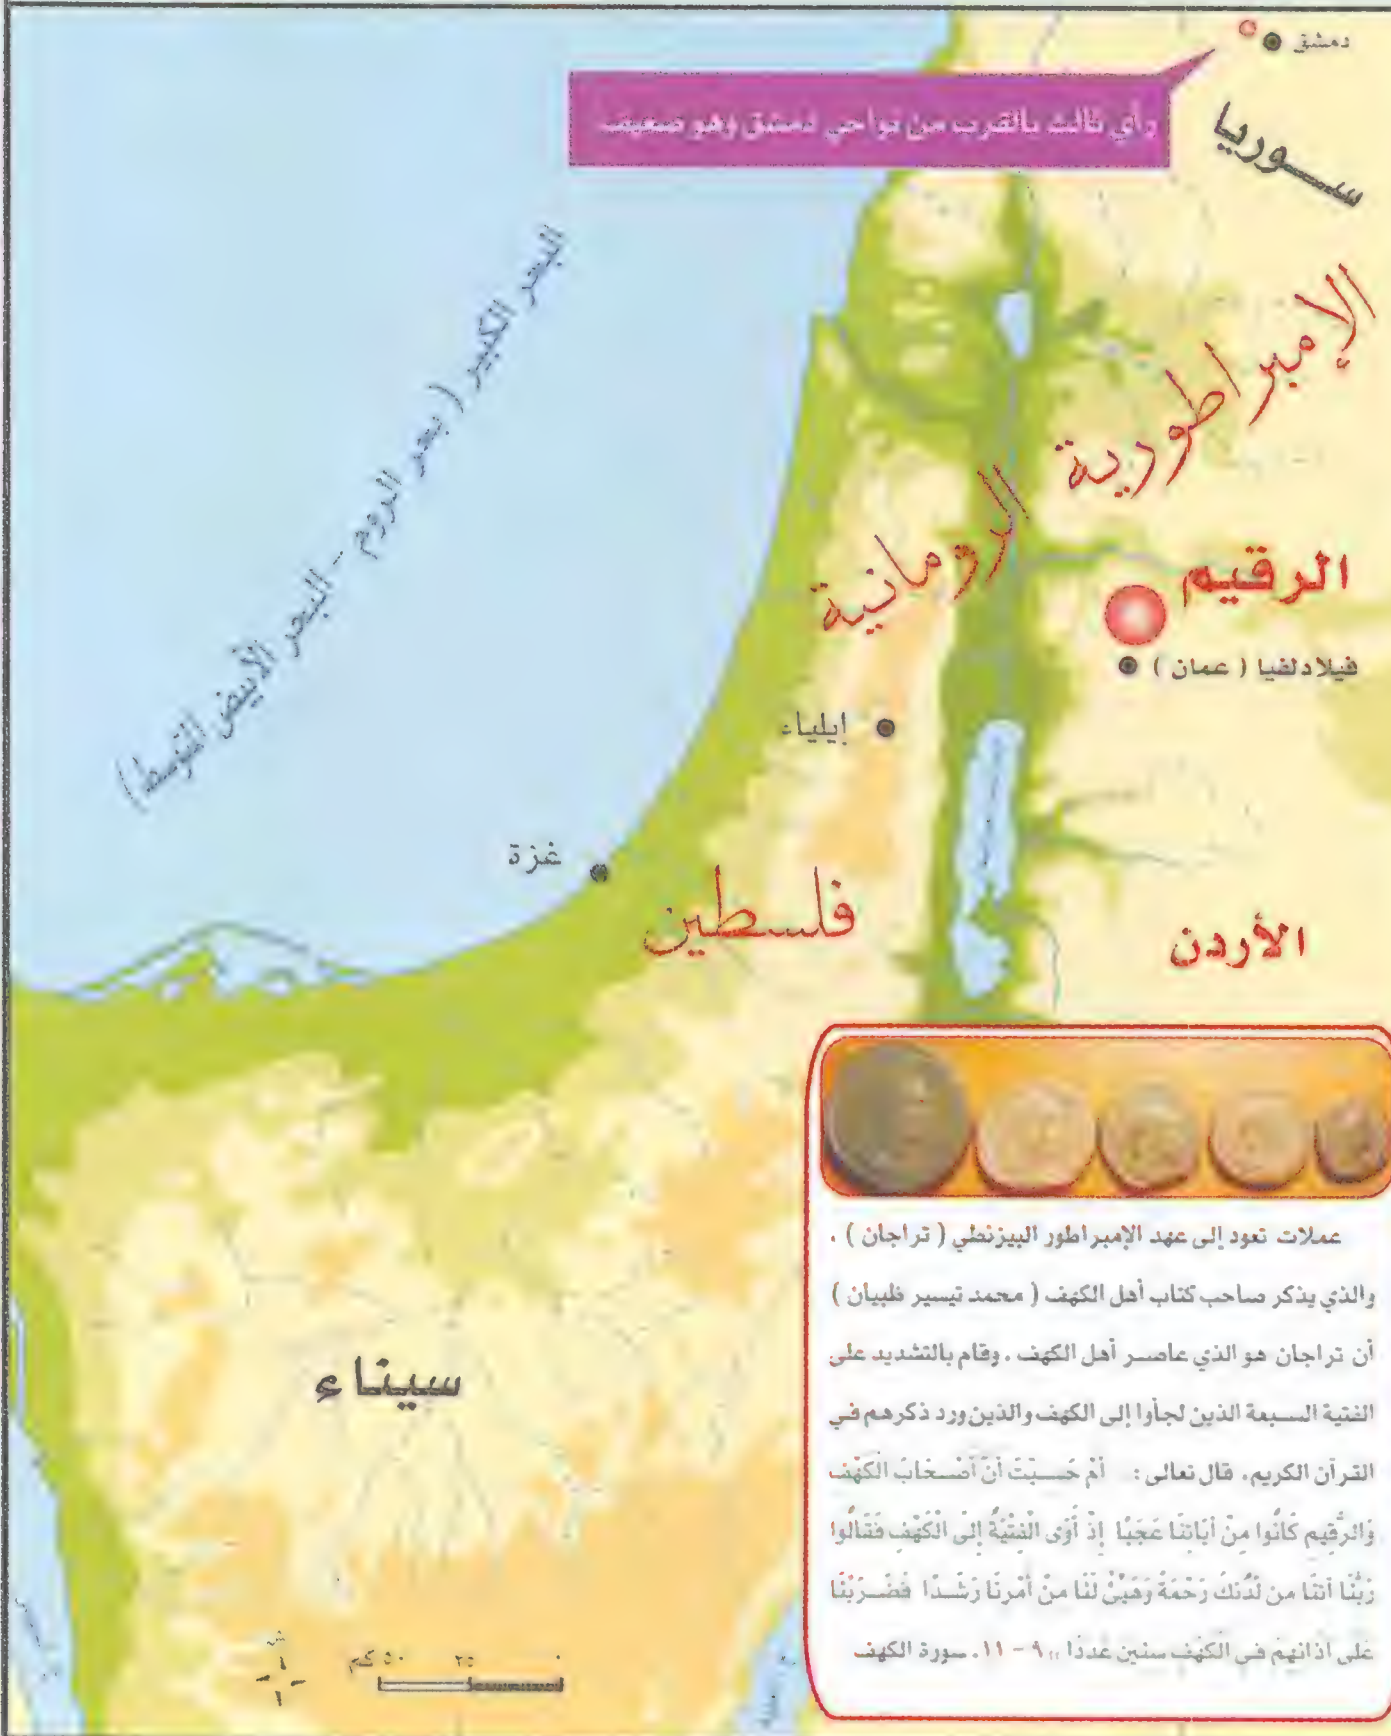 دمشق
رأي ثالث بالقرب من نواحي دمشق وهو ضعيف
سوريا
البحر الكبير ( بحر الروم - البحر الأبيض المتوسط )
الإمبراطورية الرومانية
الرقيم
فيلادلفيا ( عمان )
إيلياء
غزة
فلسطين
الأردن
عملات تعود إلى عهد الإمبراطور البيزنطي ( تراجان ) ،
والذي يذكر صاحب كتاب أهل الكهف ( محمد تيسير ظبيان )
أن تراجان هو الذي عاصر أهل الكهف ، وقام بالتشديد على
الفتية السبعة الذين لجأوا إلى الكهف والذين ورد ذكرهم في
القرآن الكريم، قال تعالى : أَمْ حَسِبْتَ أَنَّ أَصْحَابَ الْكَهْفِ
وَالرَّقِيمِ كَانُوا مِنْ آيَاتِنَا عَجَبًا إِذْ أَوَى الْفِتْيَةُ إِلَى الْكَهْفِ فَقَالُوا
رَبَّنَا آتِنَا مِن لَّدُنكَ رَحْمَةً وَهَيِّئْ لَنَا مِنْ أَمْرِنَا رَشَدًا فَضَرَبْنَا
عَلَى آذَانِهِمْ فِي الْكَهْفِ سِنِينَ عَدَدًا ,, ٩ - ١١ . سورة الكهف
سيناء
ش
٠ ٢٥ ٥٠ كم